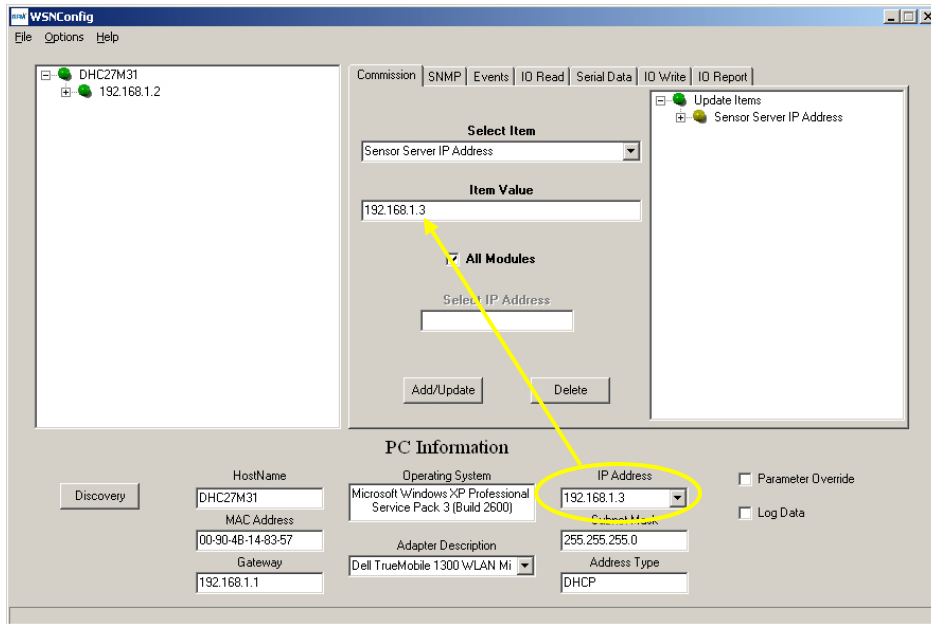 WSNConfig
File Options Help
DHC27M31
192.168.1.2
Commission SNMP Events IO Read Serial Data IO Write IO Report
Select Item
Sensor Server IP Address
Item Value
192.168.1.3
All Modules
Select IP Address
Add/Update Delete
Update Items
Sensor Server IP Address
PC Information
Discovery
HostName
DHC27M31
MAC Address
00-90-4B-14-83-57
Gateway
192.168.1.1
Operating System
Microsoft Windows XP Professional
Service Pack 3 (Build 2600)
Adapter Description
Dell TrueMobile 1300 WLAN Mi
IP Address
192.168.1.3
Subnet Mask
255.255.255.0
Address Type
DHCP
Parameter Override
Log Data